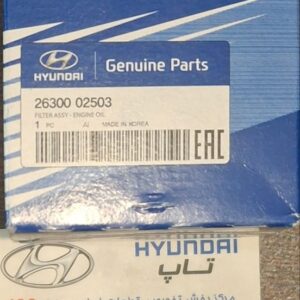 HYUNDAI
Genuine Parts
26300 02503
FILTER ASSY - ENGINE OIL
1 PC MADE IN KOREA
EAC
HYUNDAI
تاپ